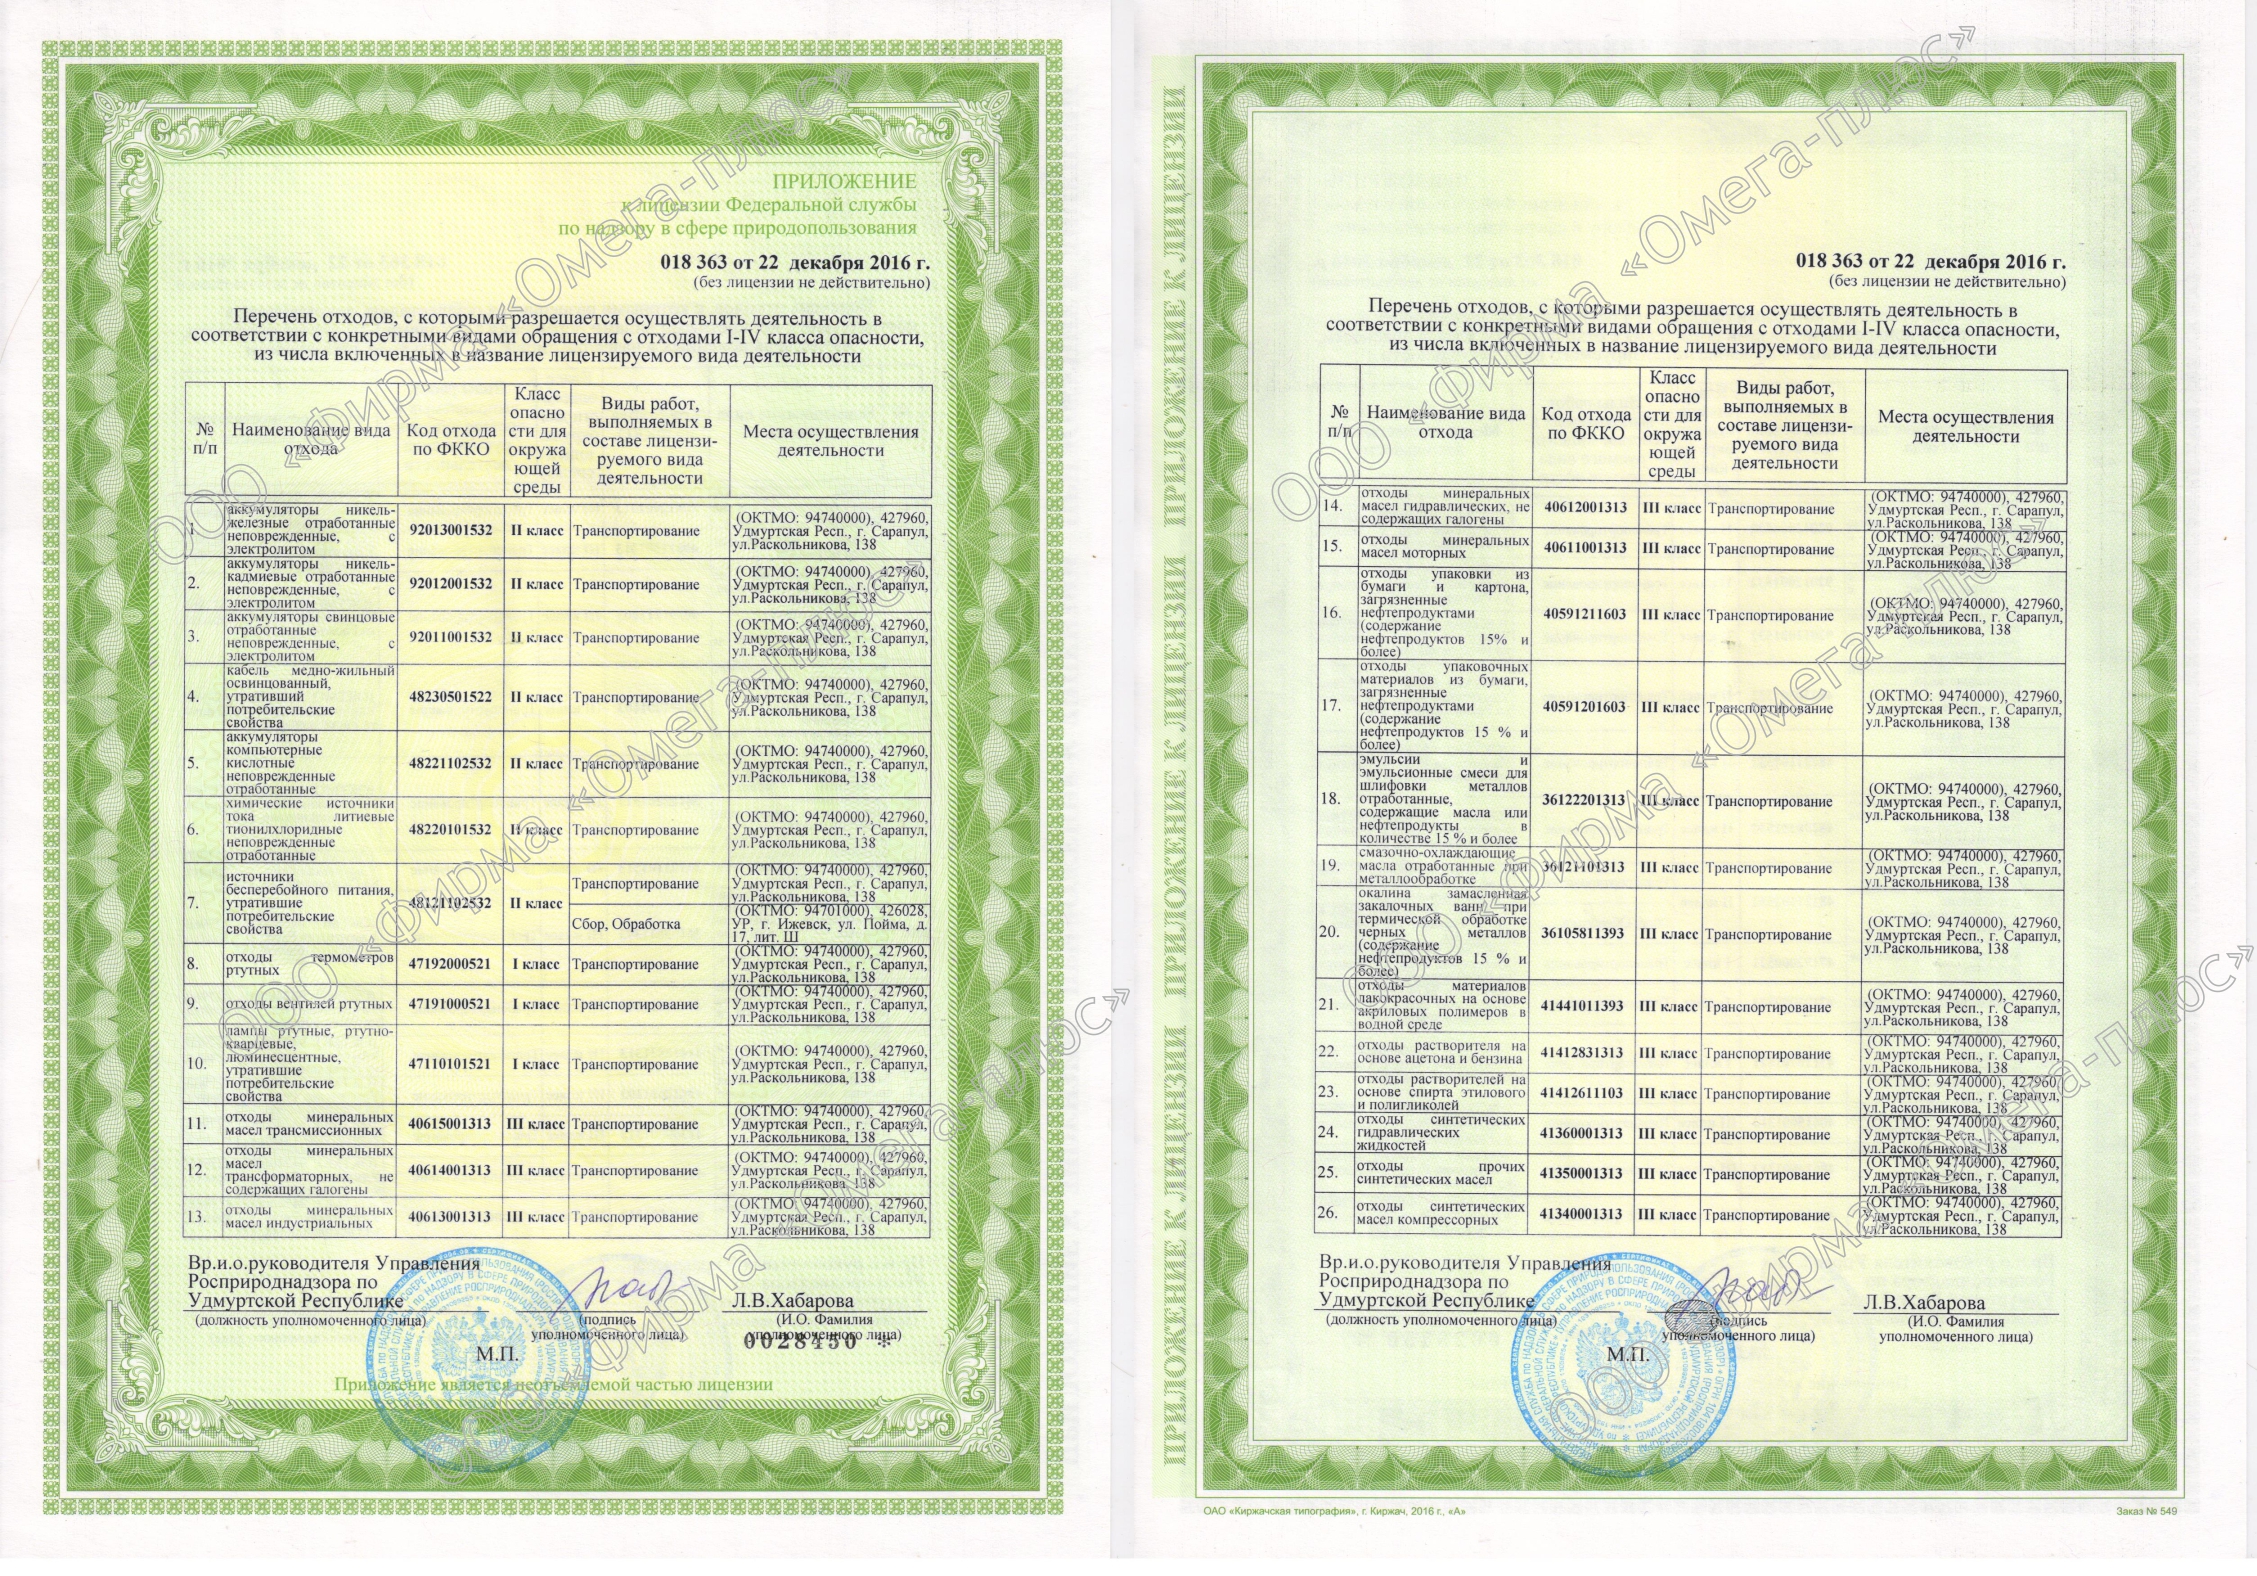 ПРИЛОЖЕНИЕ
к лицензии Федеральной службы
по надзору в сфере природопользования
018 363 от 22 декабря 2016 г.
(без лицензии не действительно)
Перечень отходов, с которыми разрешается осуществлять деятельность в
соответствии с конкретными видами обращения с отходами I-IV класса опасности,
из числа включенных в название лицензируемого вида деятельности
№ п/п Наименование вида отхода Код отхода по ФККО Класс опасно сти для окружа ющей среды Виды работ, выполняемых в составе лицензи- руемого вида деятельности Места осуществления деятельности
1 аккумуляторы никель-
железные отработанные
неповрежденные, с
электролитом
92013001532 II класс Транспортирование
(ОКТМО: 94740000), 427960,
Удмуртская Респ., г. Сарапул,
ул.Раскольникова, 138
2. аккумуляторы никель-
кадмиевые отработанные
неповрежденные, с
электролитом
92012001532 II класс Транспортирование
(ОКТМО: 94740000), 427960,
Удмуртская Респ., г. Сарапул,
ул.Раскольникова, 138
3. аккумуляторы свинцовые
отработанные
неповрежденные, с
электролитом
92011001532 II класс Транспортирование
(ОКТМО: 94740000), 427960,
Удмуртская Респ., г. Сарапул,
ул.Раскольникова, 138
4. кабель медно-жильный
освинцованный,
утративший
потребительские
свойства
48230501522 II класс Транспортирование
(ОКТМО: 94740000), 427960,
Удмуртская Респ., г. Сарапул,
ул.Раскольникова, 138
5. аккумуляторы
компьютерные
кислотные
неповрежденные
отработанные
48221102532 II класс Транспортирование
(ОКТМО: 94740000), 427960,
Удмуртская Респ., г. Сарапул,
ул.Раскольникова, 138
6. химические источники
тока литиевые
тионилхлоридные
неповрежденные
отработанные
48220101532 II класс Транспортирование
(ОКТМО: 94740000), 427960,
Удмуртская Респ., г. Сарапул,
ул.Раскольникова, 138
7. источники
бесперебойного питания,
утратившие
потребительские
свойства
48121102532 II класс Транспортирование
(ОКТМО: 94740000), 427960,
Удмуртская Респ., г. Сарапул,
ул.Раскольникова, 138
Сбор, Обработка
(ОКТМО: 94701000), 426028,
УР, г. Ижевск, ул. Пойма, д.
17, лит. Ш
8. отходы термометров
ртутных
47192000521 I класс Транспортирование
(ОКТМО: 94740000), 427960,
Удмуртская Респ., г. Сарапул,
ул.Раскольникова, 138
9. отходы вентилей ртутных
47191000521 I класс Транспортирование
(ОКТМО: 94740000), 427960,
Удмуртская Респ., г. Сарапул,
ул.Раскольникова, 138
10. лампы ртутные, ртутно-
кварцевые,
люминесцентные,
утратившие
потребительские
свойства
47110101521 I класс Транспортирование
(ОКТМО: 94740000), 427960,
Удмуртская Респ., г. Сарапул,
ул.Раскольникова, 138
11. отходы минеральных
масел трансмиссионных
40615001313 III класс Транспортирование
(ОКТМО: 94740000), 427960,
Удмуртская Респ., г. Сарапул,
ул.Раскольникова, 138
12. отходы минеральных
масел
трансформаторных, не
содержащих галогены
40614001313 III класс Транспортирование
(ОКТМО: 94740000), 427960,
Удмуртская Респ., г. Сарапул,
ул.Раскольникова, 138
13. отходы минеральных
масел индустриальных
40613001313 III класс Транспортирование
(ОКТМО: 94740000), 427960,
Удмуртская Респ., г. Сарапул,
ул.Раскольникова, 138
Вр.и.о.руководителя Управления
Росприроднадзора по
Удмуртской Республике
Л.В.Хабарова
(должность уполномоченного лица)
(подпись
уполномоченного лица)
(И.О. Фамилия
уполномоченного лица)
0028450 *
М.П.
Приложение является неотъемлемой частью лицензии
ПРИЛОЖЕНИЕ К ЛИЦЕНЗИИ ПРИЛОЖЕНИЕ К ЛИЦЕНЗИИ ПРИЛОЖЕНИЕ К ЛИЦЕНЗИИ
018 363 от 22 декабря 2016 г.
(без лицензии не действительно)
Перечень отходов, с которыми разрешается осуществлять деятельность в
соответствии с конкретными видами обращения с отходами I-IV класса опасности,
из числа включенных в название лицензируемого вида деятельности
№ п/п Наименование вида отхода Код отхода по ФККО Класс опасно сти для окружа ющей среды Виды работ, выполняемых в составе лицензи- руемого вида деятельности Места осуществления деятельности
14. отходы минеральных
масел гидравлических, не
содержащих галогены
40612001313 III класс Транспортирование
(ОКТМО: 94740000), 427960,
Удмуртская Респ., г. Сарапул,
ул.Раскольникова, 138
15. отходы минеральных
масел моторных
40611001313 III класс Транспортирование
(ОКТМО: 94740000), 427960,
Удмуртская Респ., г. Сарапул,
ул.Раскольникова, 138
16. отходы упаковки из
бумаги и картона,
загрязненные
нефтепродуктами
(содержание
нефтепродуктов 15% и
более)
40591211603 III класс Транспортирование
(ОКТМО: 94740000), 427960,
Удмуртская Респ., г. Сарапул,
ул.Раскольникова, 138
17. отходы упаковочных
материалов из бумаги,
загрязненные
нефтепродуктами
(содержание
нефтепродуктов 15 % и
более)
40591201603 III класс Транспортирование
(ОКТМО: 94740000), 427960,
Удмуртская Респ., г. Сарапул,
ул.Раскольникова, 138
18. эмульсии и
эмульсионные смеси для
шлифовки металлов
отработанные,
содержащие масла или
нефтепродукты в
количестве 15 % и более
36122201313 III класс Транспортирование
(ОКТМО: 94740000), 427960,
Удмуртская Респ., г. Сарапул,
ул.Раскольникова, 138
19. смазочно-охлаждающие
масла отработанные при
металлообработке
36121101313 III класс Транспортирование
(ОКТМО: 94740000), 427960,
Удмуртская Респ., г. Сарапул,
ул.Раскольникова, 138
20. окалина замасленная
закалочных ванн при
термической обработке
черных металлов
(содержание
нефтепродуктов 15 % и
более)
36105811393 III класс Транспортирование
(ОКТМО: 94740000), 427960,
Удмуртская Респ., г. Сарапул,
ул.Раскольникова, 138
21. отходы материалов
лакокрасочных на основе
акриловых полимеров в
водной среде
41441011393 III класс Транспортирование
(ОКТМО: 94740000), 427960,
Удмуртская Респ., г. Сарапул,
ул.Раскольникова, 138
22. отходы растворителя на
основе ацетона и бензина
41412831313 III класс Транспортирование
(ОКТМО: 94740000), 427960,
Удмуртская Респ., г. Сарапул,
ул.Раскольникова, 138
23. отходы растворителей на
основе спирта этилового
и полигликолей
41412611103 III класс Транспортирование
(ОКТМО: 94740000), 427960,
Удмуртская Респ., г. Сарапул,
ул.Раскольникова, 138
24. отходы синтетических
гидравлических
жидкостей
41360001313 III класс Транспортирование
(ОКТМО: 94740000), 427960,
Удмуртская Респ., г. Сарапул,
ул.Раскольникова, 138
25. отходы прочих
синтетических масел
41350001313 III класс Транспортирование
(ОКТМО: 94740000), 427960,
Удмуртская Респ., г. Сарапул,
ул.Раскольникова, 138
26. отходы синтетических
масел компрессорных
41340001313 III класс Транспортирование
(ОКТМО: 94740000), 427960,
Удмуртская Респ., г. Сарапул,
ул.Раскольникова, 138
Вр.и.о.руководителя Управления
Росприроднадзора по
Удмуртской Республике
Л.В.Хабарова
(должность уполномоченного лица)
(подпись
уполномоченного лица)
(И.О. Фамилия
уполномоченного лица)
М.П.
ОАО «Киржачская типография», г. Киржач, 2016 г., «А»
Заказ № 549
ООО «Фирма «Омега-плюс»
ООО «Фирма «Омега-плюс»
ООО «Фирма «Омега-плюс»
ООО «Фирма «Омега-плюс»
ООО «Фирма «Омега-плюс»
ООО «Фирма «Омега-плюс»